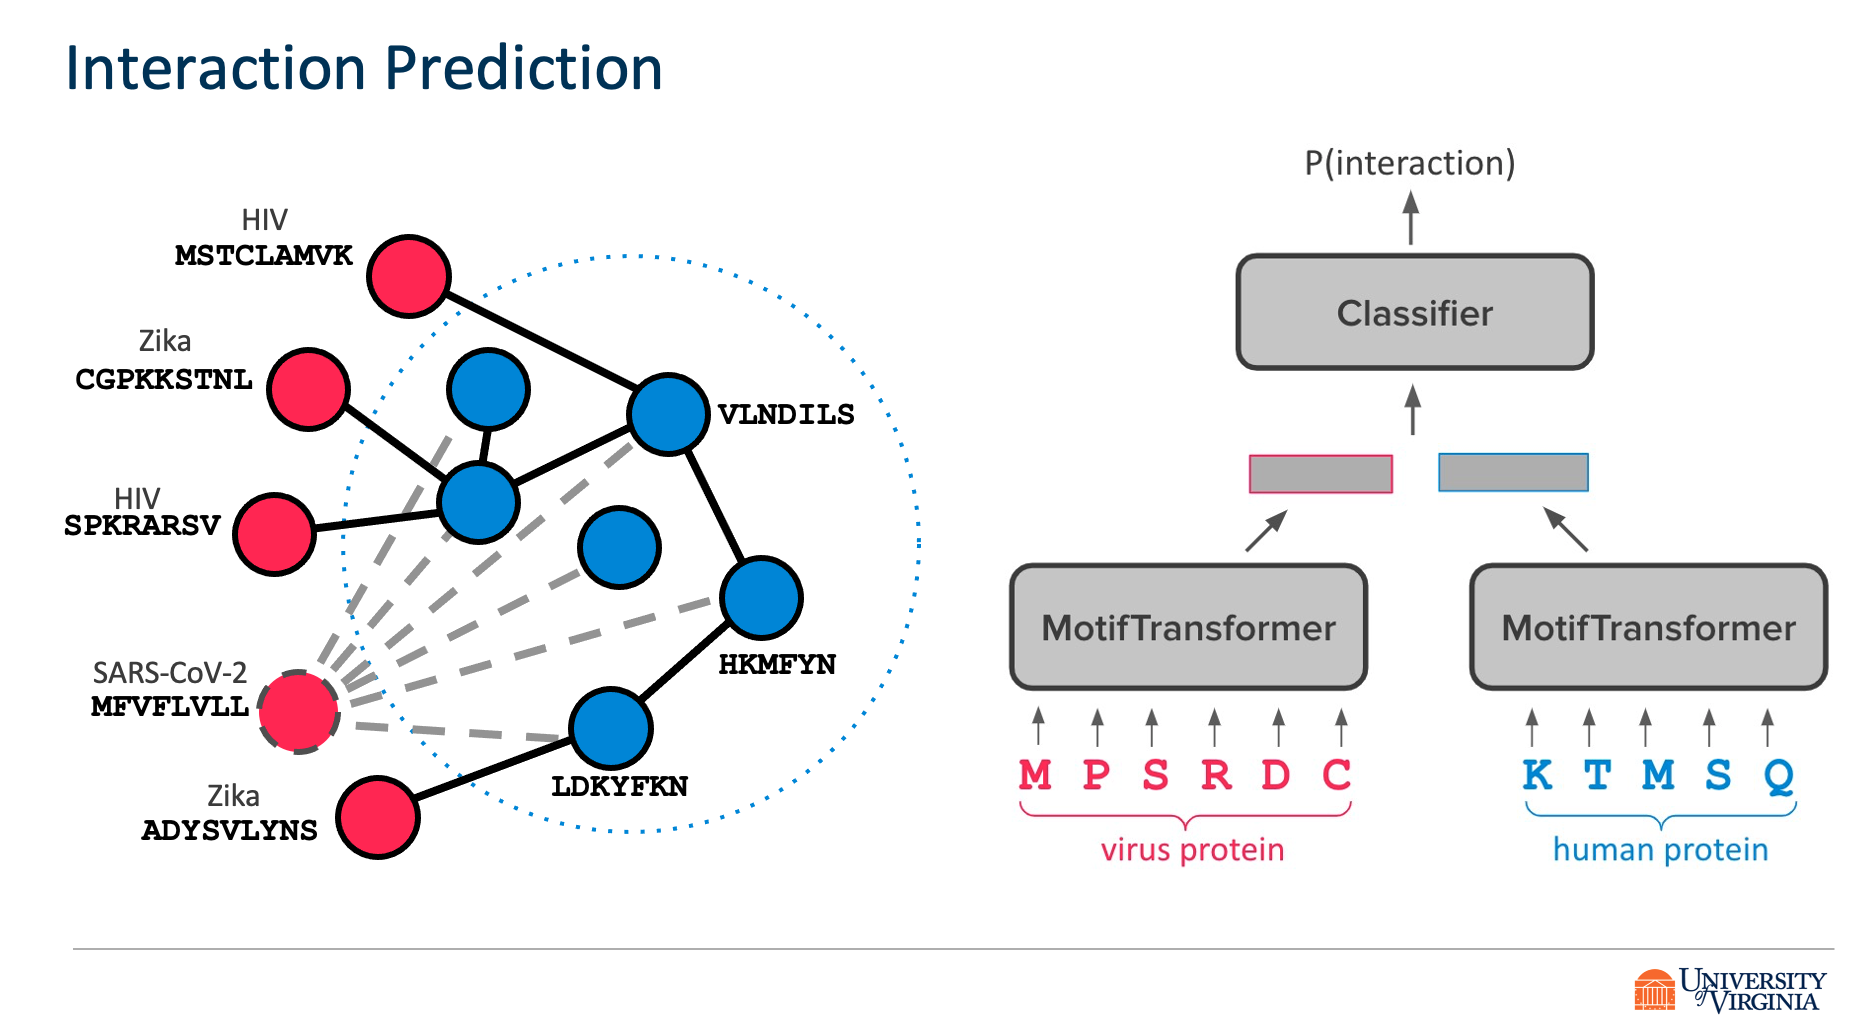 Interaction Prediction
HIV
MSTCLAMVK
Zika
CGPKKSTNL
HIV
SPKRARSV
SARS-CoV-2
MFVFLVLL
Zika
ADYSVLYNS
VLNDILS
HKMFYN
LDKYFKN
P(interaction)
Classifier
MotifTransformer
MotifTransformer
M P S R D C
K T M S Q
virus protein
human protein
UNIVERSITY
of VIRGINIA